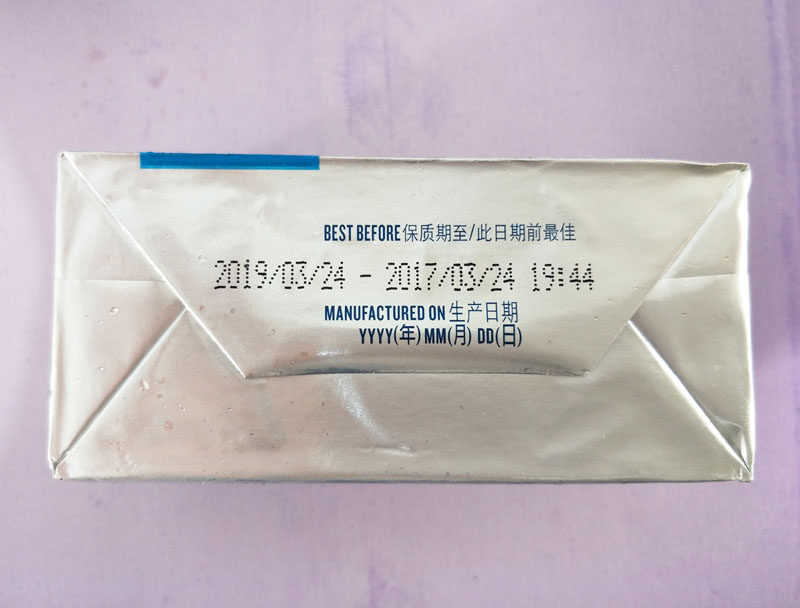 BEST BEFORE 保质期至/此日期前最佳
2019/03/24 - 2017/03/24 19:44
MANUFACTURED ON 生产日期
YYYY(年) MM(月) DD(日)